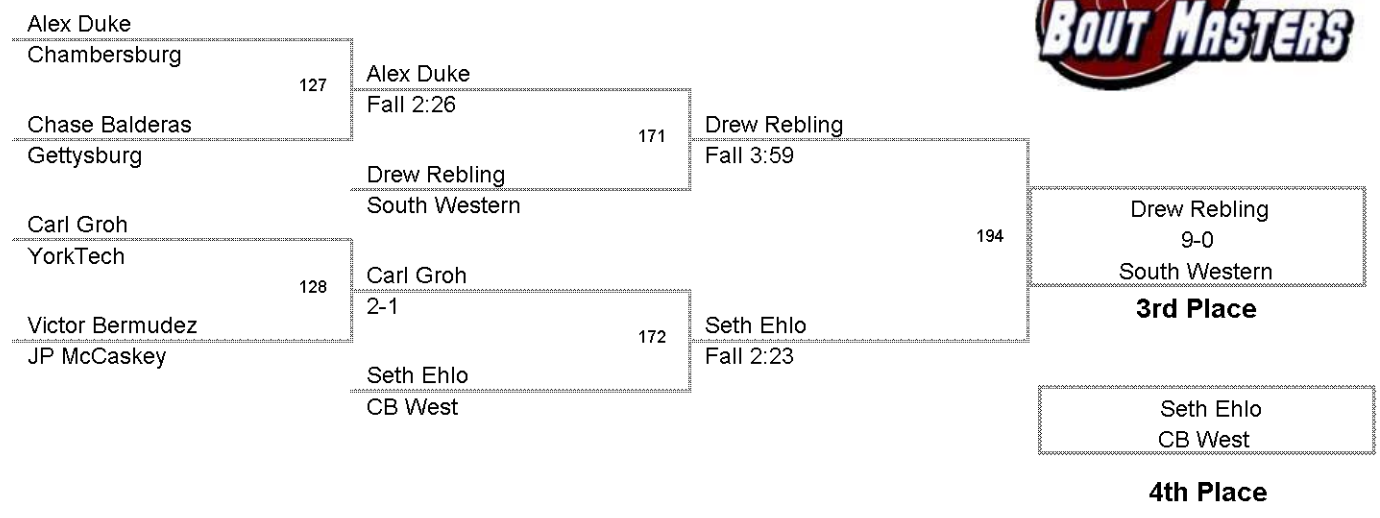 BOUT MASTERS
Alex Duke
Chambersburg
127
Chase Balderas
Gettysburg
Carl Groh
YorkTech
128
Victor Bermudez
JP McCaskey
Alex Duke
Fall 2:26
171
Drew Rebling
South Western
Carl Groh
2-1
172
Seth Ehlo
CB West
Drew Rebling
Fall 3:59
194
Seth Ehlo
Fall 2:23
Drew Rebling
9-0
South Western
3rd Place
Seth Ehlo
CB West
4th Place